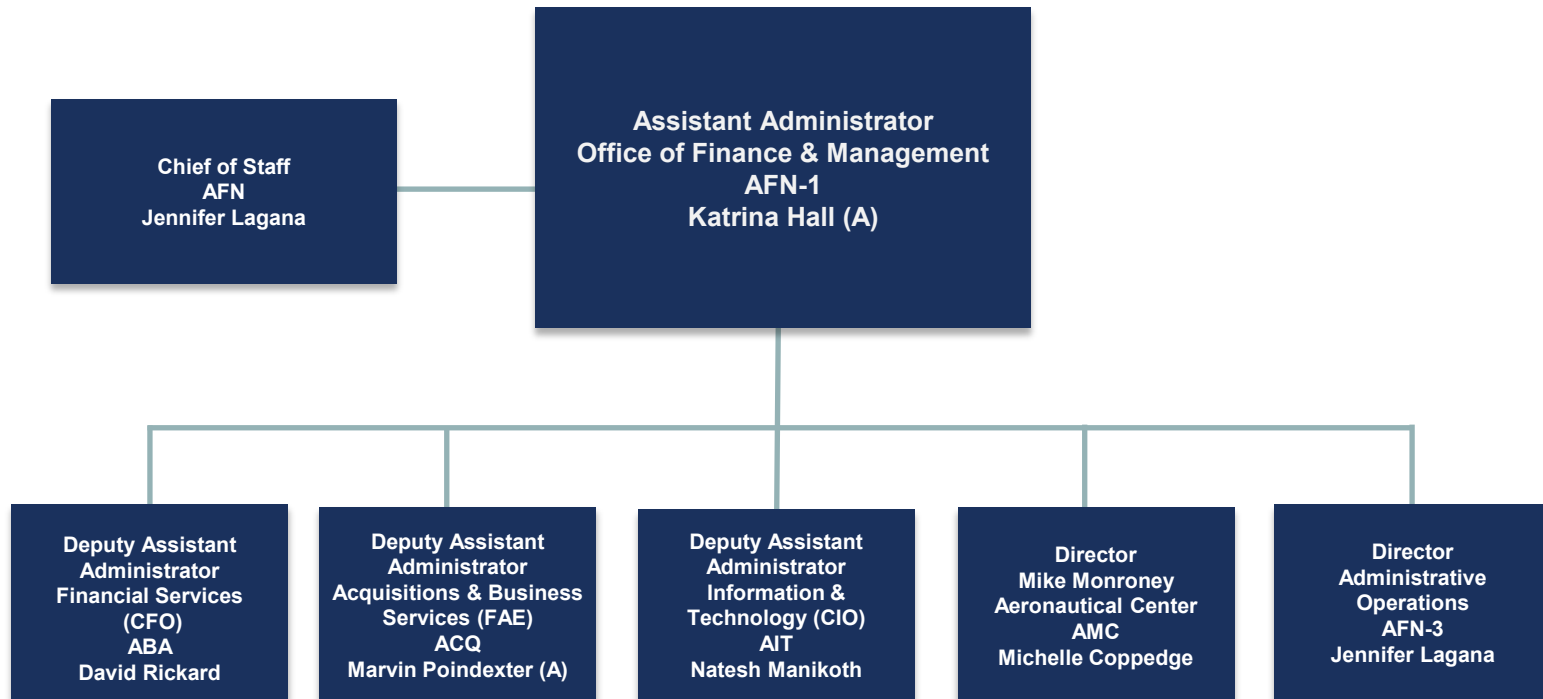 Assistant Administrator
Office of Finance & Management
AFN-1
Katrina Hall (A)
Chief of Staff
AFN
Jennifer Lagana
Deputy Assistant
Administrator
Financial Services
(CFO)
ABA
David Rickard
Deputy Assistant
Administrator
Acquisitions & Business
Services (FAE)
ACQ
Marvin Poindexter (A)
Deputy Assistant
Administrator
Information &
Technology (CIO)
AIT
Natesh Manikoth
Director
Mike Monroney
Aeronautical Center
AMC
Michelle Coppedge
Director
Administrative
Operations
AFN-3
Jennifer Lagana